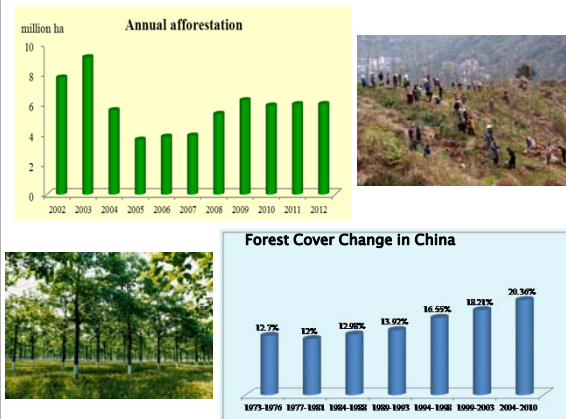 Annual afforestation
million ha
10
8
6
4
2
0
2002 2003 2004 2005 2006 2007 2008 2009 2010 2011 2012
Forest Cover Change in China
12.7% 12% 12.98% 13.92% 16.55% 18.21% 20.36%
1973-1976 1977-1981 1984-1988 1989-1993 1994-1998 1999-2003 2004-2010